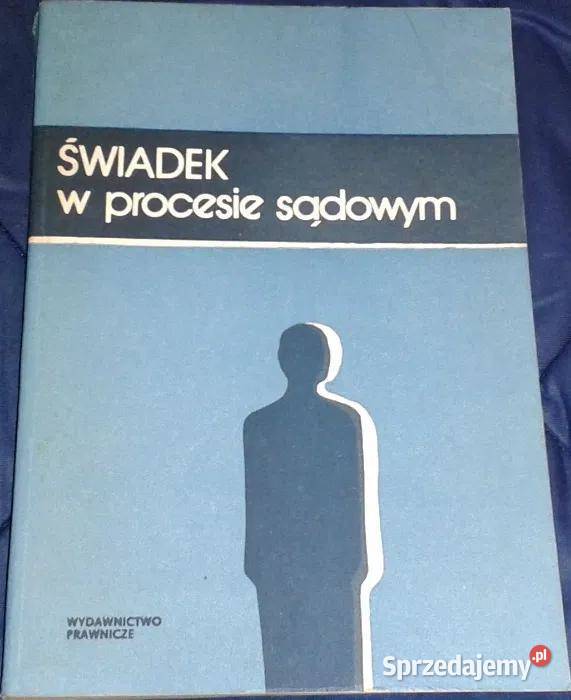 ŚWIADEK
w procesie sądowym
WYDAWNICTWO
PRAWNICZE
Sprzedajemy.pl